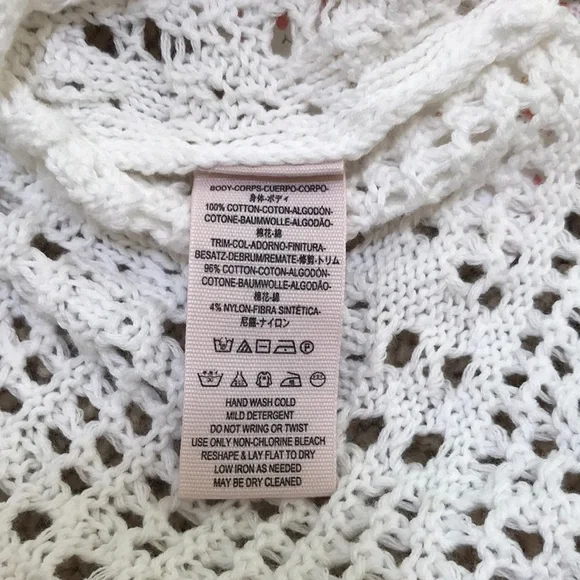 BODY-CORPS-CUERPO-CORPO-
身体-ボディ
100% COTTON-COTON-ALGODÓN-
COTONE-BAUMWOLLE-ALGODÃO-
棉花-綿
TRIM-COL-ADORNO-FINITURA-
BESATZ-DEBRUM/REMATE-修剪-トリム
96% COTTON-COTON-ALGODÓN-
COTONE-BAUMWOLLE-ALGODÃO-
棉花-綿
4% NYLON-FIBRA SINTÉTICA-
尼龍-ナイロン
HAND WASH COLD
MILD DETERGENT
DO NOT WRING OR TWIST
USE ONLY NON-CHLORINE BLEACH
RESHAPE & LAY FLAT TO DRY
LOW IRON AS NEEDED
MAY BE DRY CLEANED